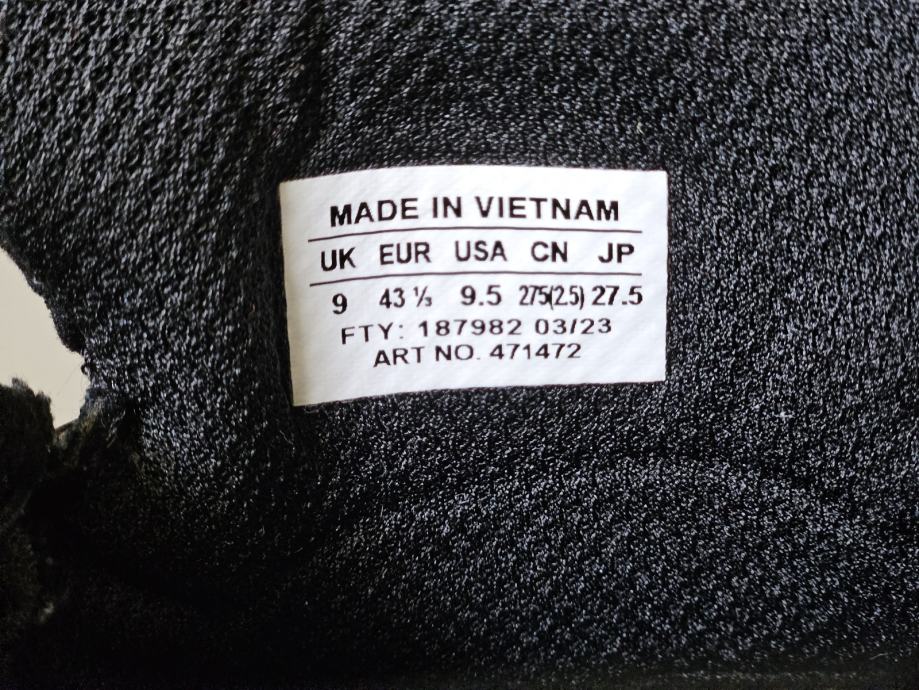 MADE IN VIETNAM
UK EUR USA CN JP
9 43 ⅓ 9.5 275(2.5) 27.5
FTY: 187982 03/23
ART NO. 471472